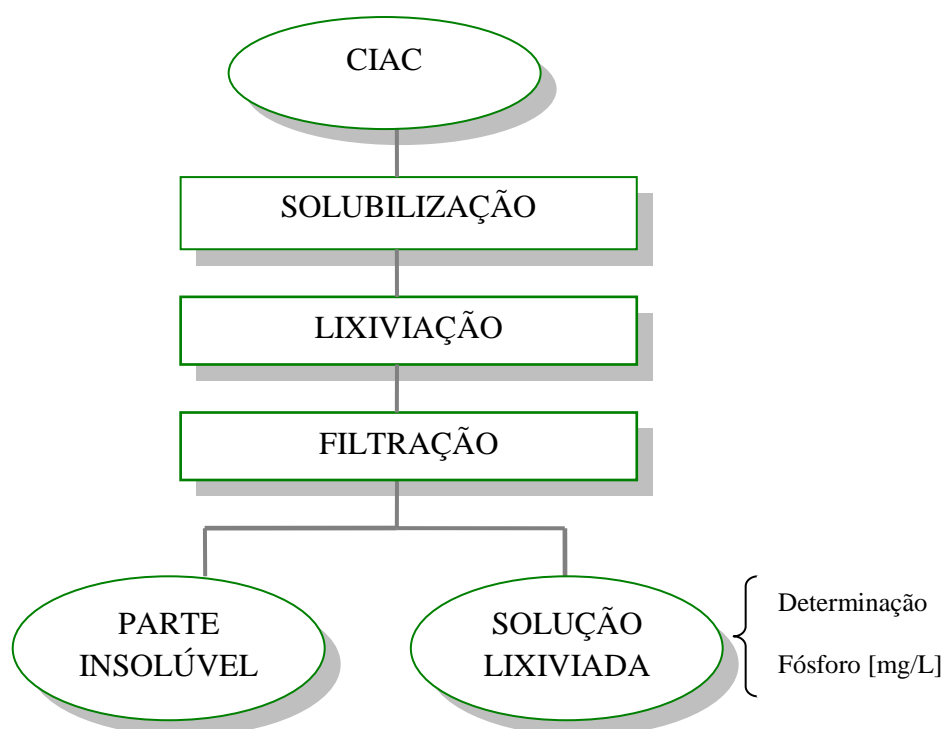 CIAC
SOLUBILIZAÇÃO
LIXIVIAÇÃO
FILTRAÇÃO
PARTE
INSOLÚVEL
SOLUÇÃO
LIXIVIADA
Determinação
Fósforo [mg/L]